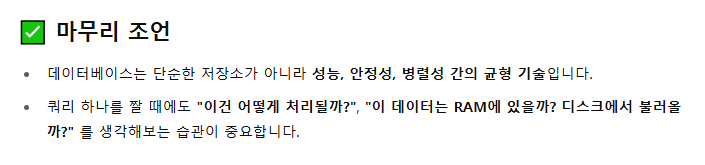 ✅ 마무리 조언
• 데이터베이스는 단순한 저장소가 아니라 성능, 안정성, 병렬성 간의 균형 기술입니다.
• 쿼리 하나를 짤 때에도 "이건 어떻게 처리될까?", "이 데이터는 RAM에 있을까? 디스크에서 불러올
까?" 를 생각해보는 습관이 중요합니다.